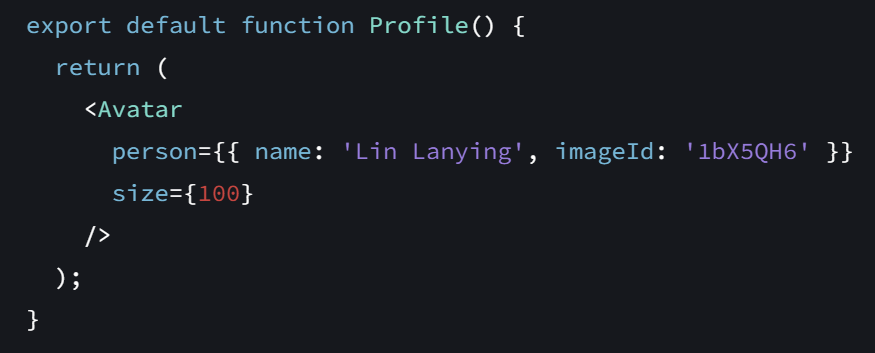 export default function Profile() {
  return (
    <Avatar
      person={{ name: 'Lin Lanying', imageId: '1bX5QH6' }}
      size={100}
    />
  );
}